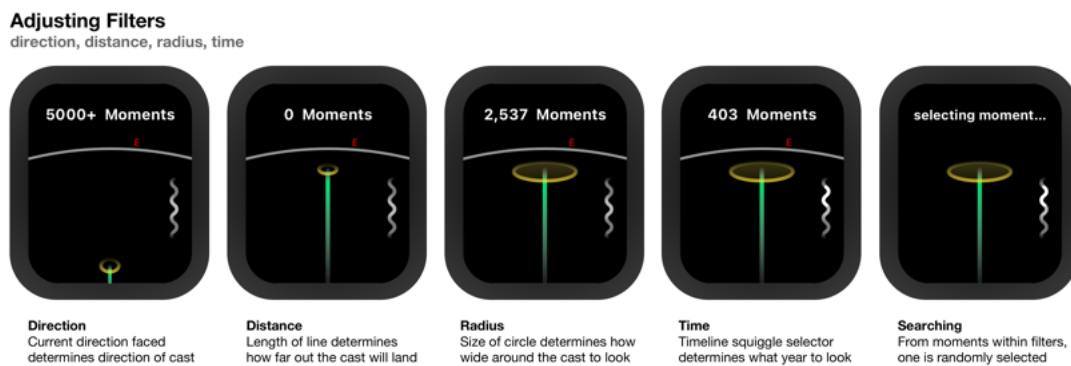 Adjusting Filters
direction, distance, radius, time
5000+ Moments
E
0 Moments
E
2,537 Moments
E
403 Moments
E
selecting moment...
Direction
Current direction faced
determines direction of cast
Distance
Length of line determines
how far out the cast will land
Radius
Size of circle determines how
wide around the cast to look
Time
Timeline squiggle selector
determines what year to look
Searching
From moments within filters,
one is randomly selected